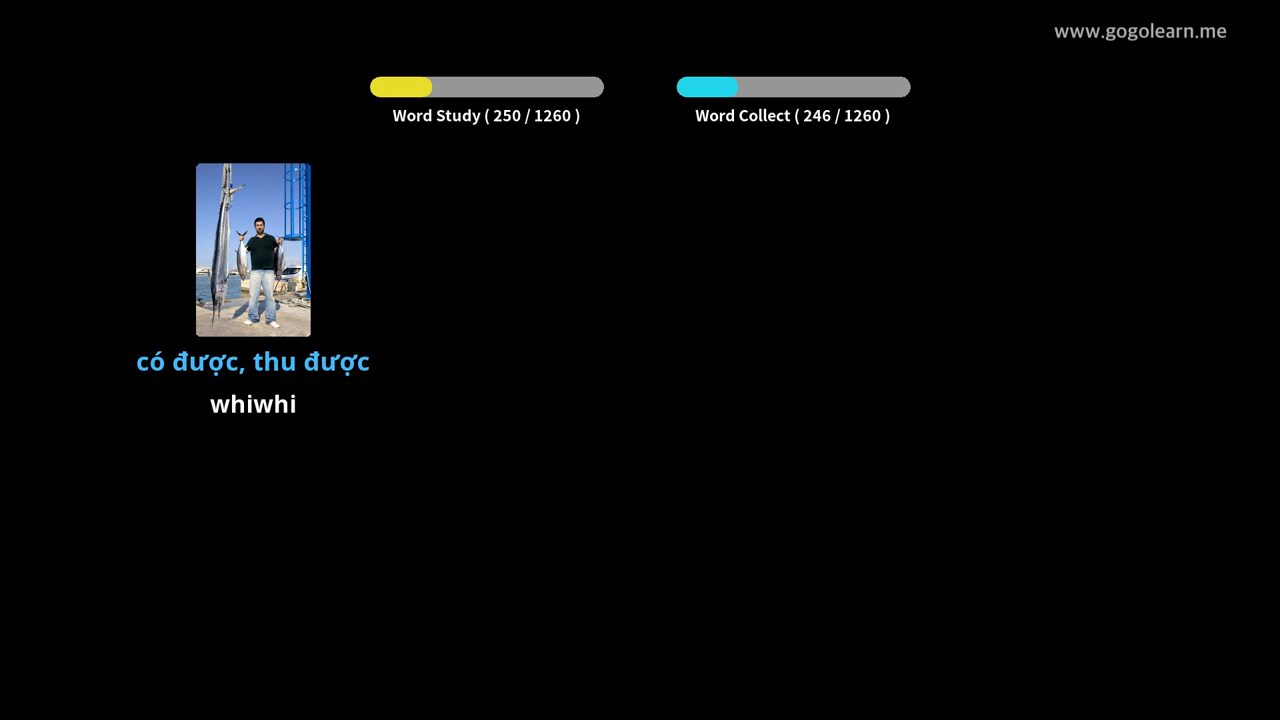 www.gogolearn.me
Word Study ( 250 / 1260 )
Word Collect ( 246 / 1260 )
có được, thu được
whiwhi